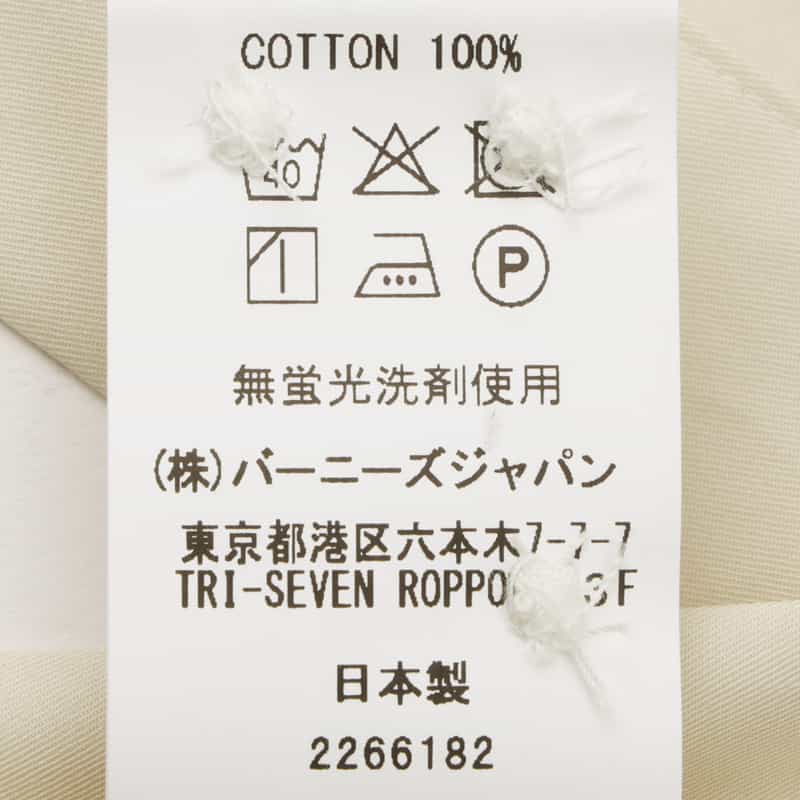 COTTON 100%
40
P
無蛍光洗剤使用
(株)バーニーズジャパン
東京都港区六本木7-7-7
TRI-SEVEN 3F
日本製
2266182